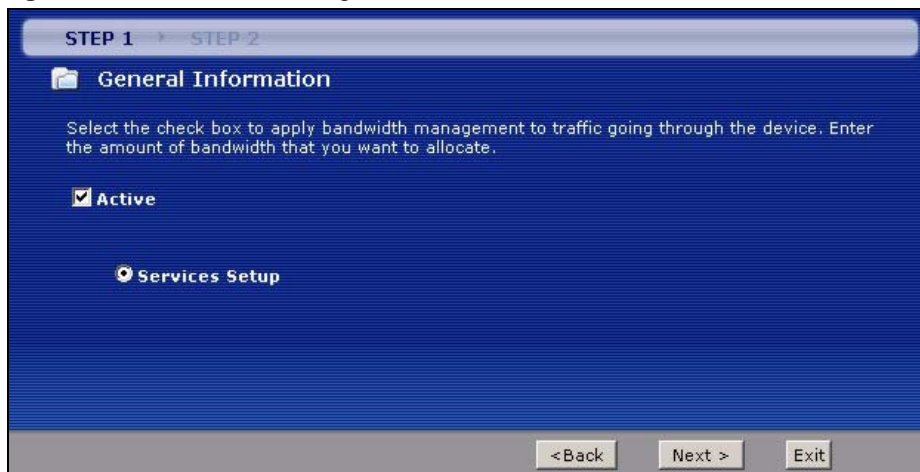 STEP 1 STEP 2
General Information
Select the check box to apply bandwidth management to traffic going through the device. Enter
the amount of bandwidth that you want to allocate.
Active
Services Setup
<Back Next > Exit